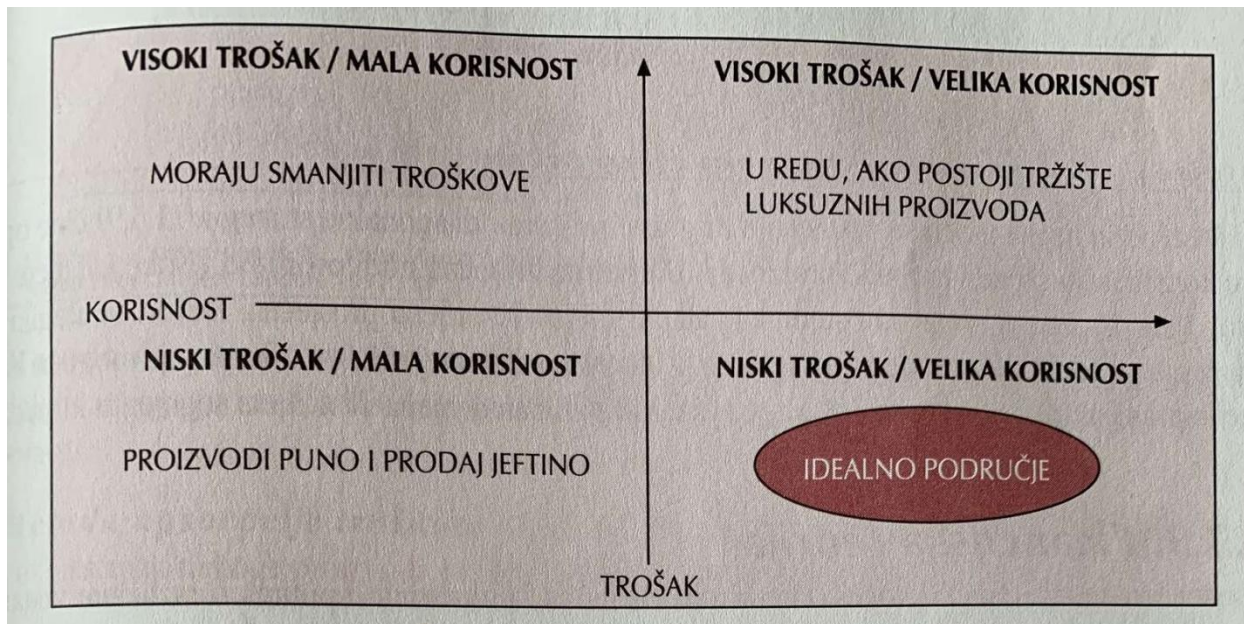 VISOKI TROŠAK / MALA KORISNOST
VISOKI TROŠAK / VELIKA KORISNOST
MORAJU SMANJITI TROŠKOVE
U REDU, AKO POSTOJI TRŽIŠTE
LUKSUZNIH PROIZVODA
KORISNOST
NISKI TROŠAK / MALA KORISNOST
NISKI TROŠAK / VELIKA KORISNOST
PROIZVODI PUNO I PRODAJ JEFTINO
IDEALNO PODRUČJE
TROŠAK